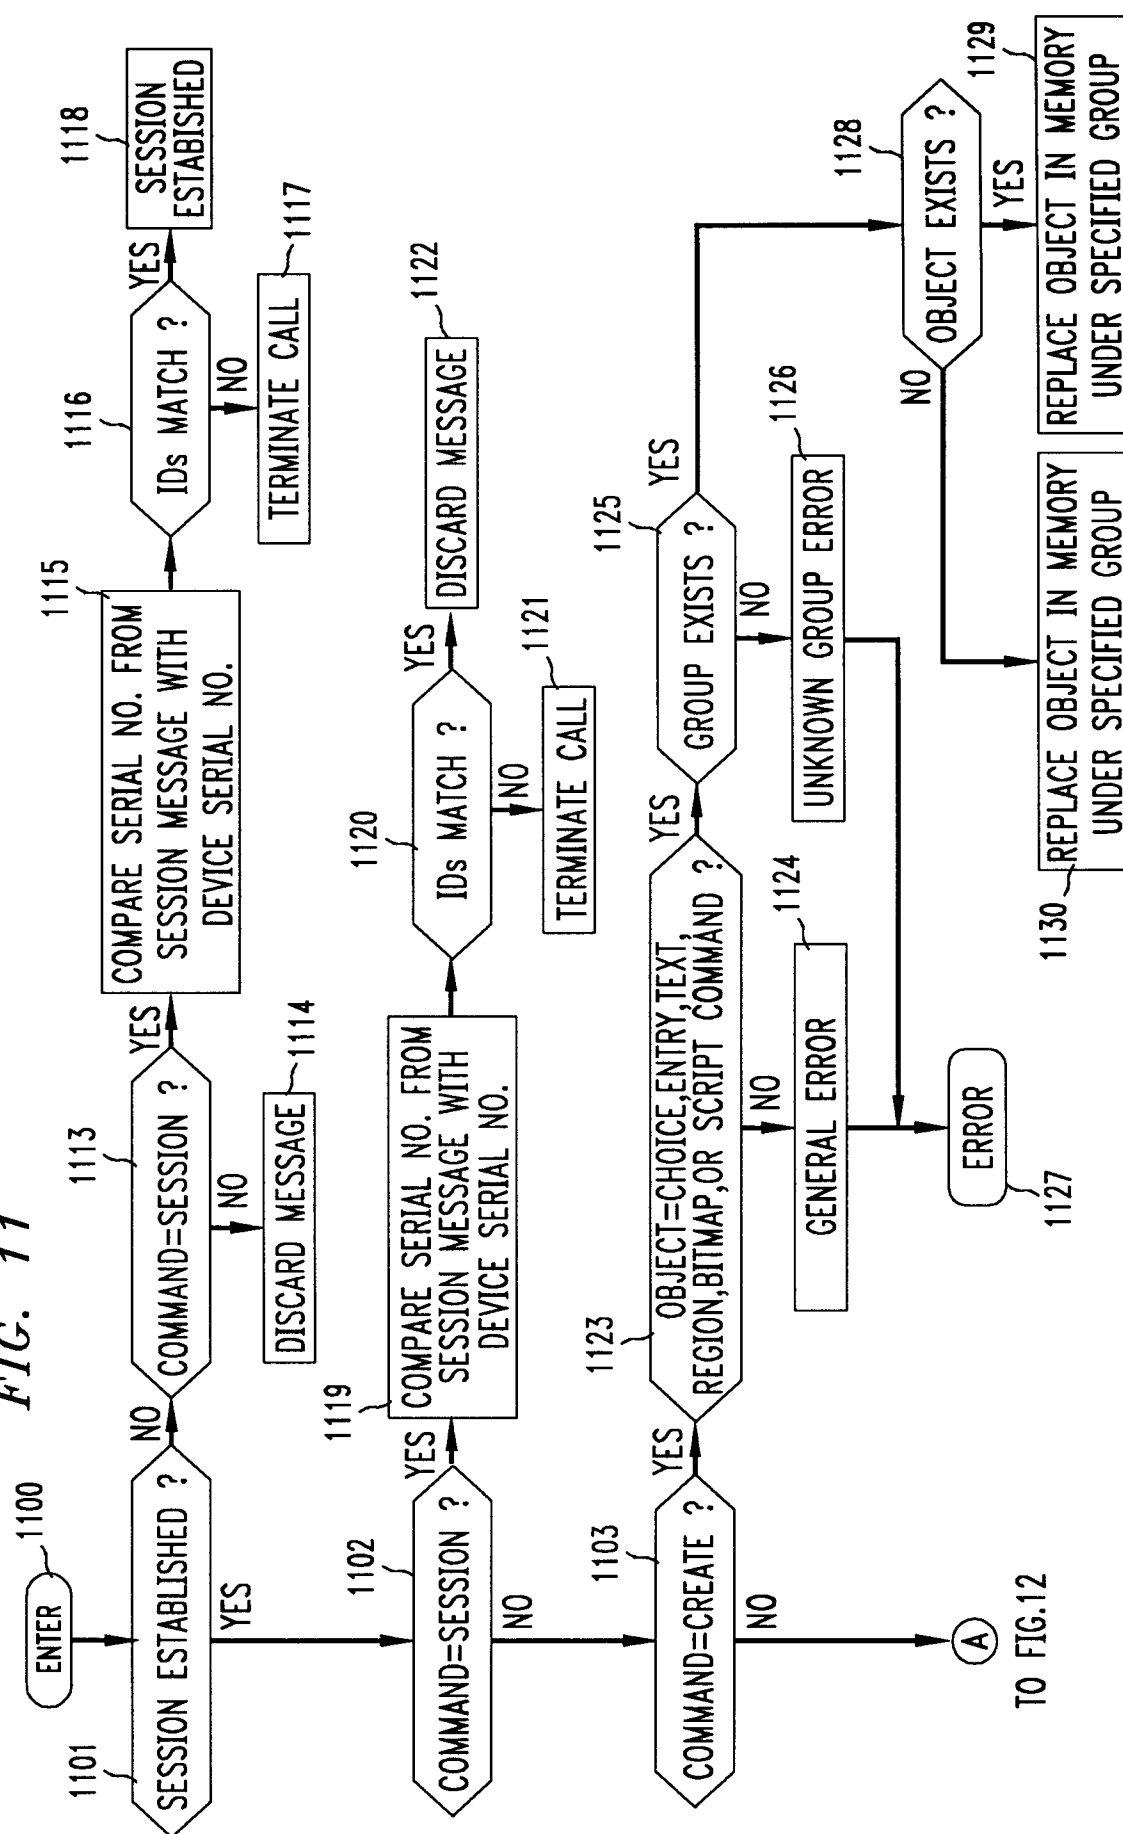 FIG. 11
ENTER
1100
1101
SESSION ESTABLISHED ?
NO
YES
1113
COMMAND=SESSION ?
YES
NO
DISCARD MESSAGE
1114
1115
COMPARE SERIAL NO. FROM
SESSION MESSAGE WITH
DEVICE SERIAL NO.
1116
IDs MATCH ?
YES
NO
TERMINATE CALL
1117
1118
SESSION
ESTABISHED
1102
COMMAND=SESSION ?
YES
NO
1119
COMPARE SERIAL NO. FROM
SESSION MESSAGE WITH
DEVICE SERIAL NO.
1120
IDs MATCH ?
YES
NO
TERMINATE CALL
1121
DISCARD MESSAGE
1122
1103
COMMAND=CREATE ?
YES
NO
A
TO FIG.12
1123
OBJECT=CHOICE,ENTRY,TEXT,
REGION,BITMAP,OR SCRIPT COMMAND ?
YES
NO
GENERAL ERROR
1124
1125
GROUP EXISTS ?
YES
NO
UNKNOWN GROUP ERROR
1126
ERROR
1127
1128
OBJECT EXISTS ?
NO
YES
1130
REPLACE OBJECT IN MEMORY
UNDER SPECIFIED GROUP
1129
REPLACE OBJECT IN MEMORY
UNDER SPECIFIED GROUP